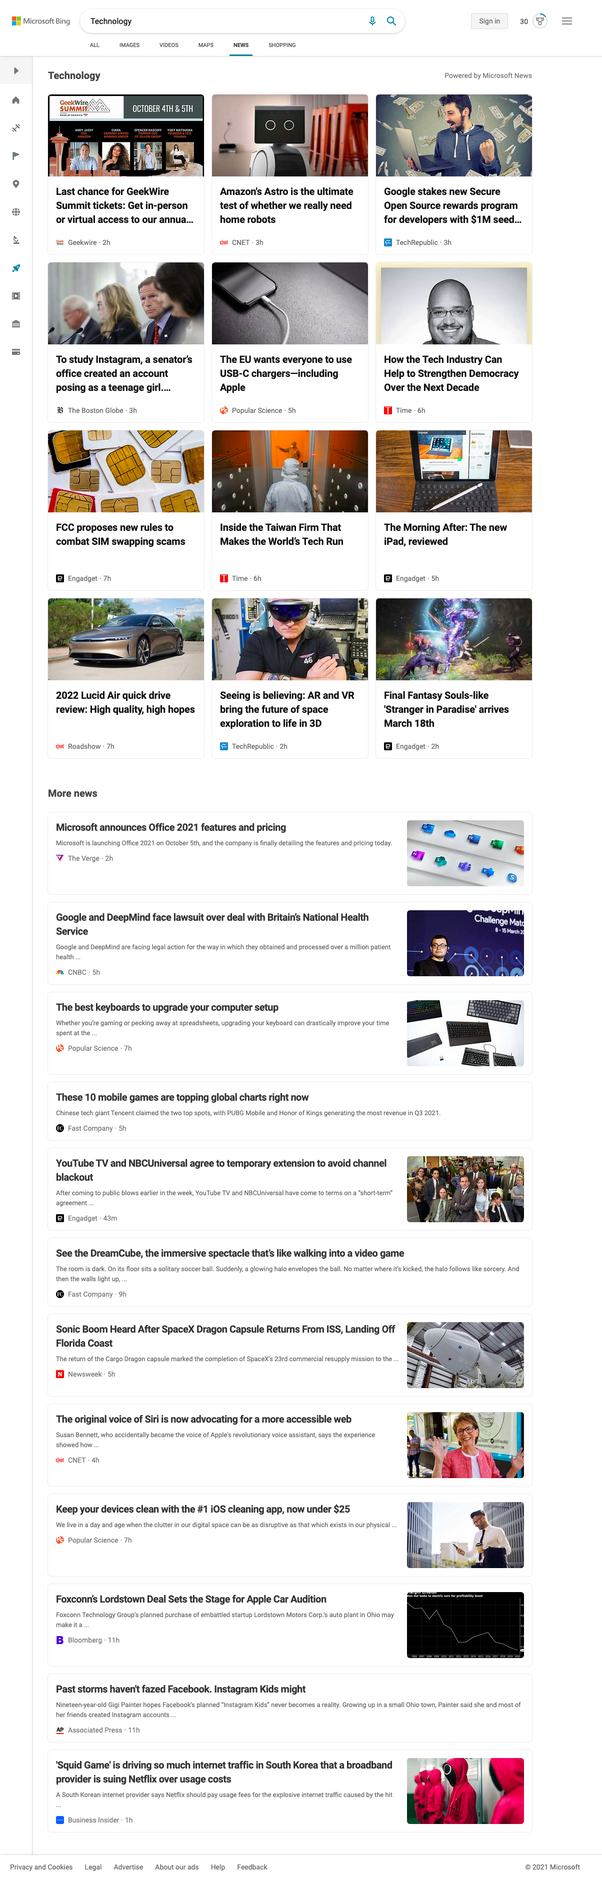 Microsoft Bing
Technology
Sign in
30
ALL
IMAGES
VIDEOS
MAPS
NEWS
SHOPPING
Technology
Powered by Microsoft News
GeekWire
SUMMIT
OCTOBER 4TH & 5TH
Last chance for GeekWire
Summit tickets: Get in-person
or virtual access to our annua...
Geekwire · 2h
Amazon's Astro is the ultimate
test of whether we really need
home robots
CNET · 3h
Google stakes new Secure
Open Source rewards program
for developers with $1M seed...
TechRepublic · 3h
To study Instagram, a senator's
office created an account
posing as a teenage girl....
The Boston Globe · 3h
The EU wants everyone to use
USB-C chargers—including
Apple
Popular Science · 5h
How the Tech Industry Can
Help to Strengthen Democracy
Over the Next Decade
Time · 6h
FCC proposes new rules to
combat SIM swapping scams
Engadget · 7h
Inside the Taiwan Firm That
Makes the World's Tech Run
Time · 6h
The Morning After: The new
iPad, reviewed
Engadget · 5h
2022 Lucid Air quick drive
review: High quality, high hopes
Roadshow · 7h
Seeing is believing: AR and VR
bring the future of space
exploration to life in 3D
TechRepublic · 2h
Final Fantasy Souls-like
'Stranger in Paradise' arrives
March 18th
Engadget · 2h
More news
Microsoft announces Office 2021 features and pricing
Microsoft is launching Office 2021 on October 5th, and the company is finally detailing the features and pricing today.
The Verge · 2h
Google and DeepMind face lawsuit over deal with Britain's National Health
Service
Google and DeepMind are facing legal action for the way in which they obtained and processed over a million patient
health ...
CNBC · 5h
The best keyboards to upgrade your computer setup
Whether you're gaming or pecking away at spreadsheets, upgrading your keyboard can drastically improve your time
spent at the ...
Popular Science · 7h
These 10 mobile games are topping global charts right now
Chinese tech giant Tencent claimed the two top spots, with PUBG Mobile and Honor of Kings generating the most revenue in Q3 2021.
Fast Company · 5h
YouTube TV and NBCUniversal agree to temporary extension to avoid channel
blackout
After coming to public blows earlier in the week, YouTube TV and NBCUniversal have come to terms on a "short-term"
agreement ...
Engadget · 43m
See the DreamCube, the immersive spectacle that's like walking into a video game
The room is dark. On its floor sits a solitary soccer ball. Suddenly, a glowing halo envelopes the ball. No matter where it's kicked, the halo follows like sorcery. And
then the walls light up, ...
Fast Company · 9h
Sonic Boom Heard After SpaceX Dragon Capsule Returns From ISS, Landing Off
Florida Coast
The return of the Cargo Dragon capsule marked the completion of SpaceX's 23rd commercial resupply mission to the ...
Newsweek · 5h
The original voice of Siri is now advocating for a more accessible web
Susan Bennett, who accidentally became the voice of Apple's revolutionary voice assistant, says the experience
showed how ...
CNET · 4h
Keep your devices clean with the #1 iOS cleaning app, now under $25
We live in a day and age when the clutter in our digital space can be as disruptive as that which exists in our physical ...
Popular Science · 7h
Foxconn's Lordstown Deal Sets the Stage for Apple Car Audition
Foxconn Technology Group's planned purchase of embattled startup Lordstown Motors Corp.'s auto plant in Ohio may
make it a ...
Bloomberg · 11h
Past storms haven't fazed Facebook. Instagram Kids might
Nineteen-year-old Gigi Painter hopes Facebook's planned "Instagram Kids" never becomes a reality. Growing up in a small Ohio town, Painter said she and most of
her friends created Instagram accounts ...
Associated Press · 11h
'Squid Game' is driving so much internet traffic in South Korea that a broadband
provider is suing Netflix over usage costs
A South Korean internet provider says Netflix should pay usage fees for the explosive internet traffic caused by the hit
...
Business Insider · 1h
Privacy and Cookies
Legal
Advertise
About our ads
Help
Feedback
© 2021 Microsoft